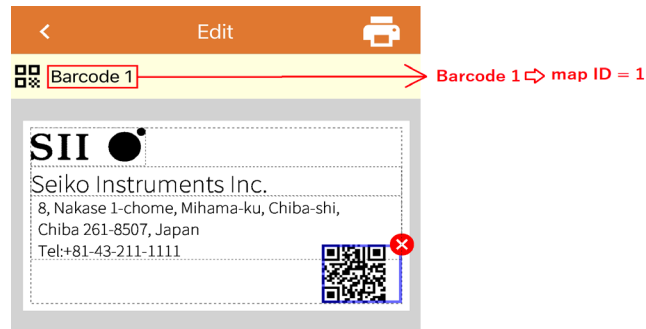 Edit
Barcode 1
Barcode 1 ⇨ map ID = 1
SII
Seiko Instruments Inc.
8, Nakase 1-chome, Mihama-ku, Chiba-shi,
Chiba 261-8507, Japan
Tel:+81-43-211-1111